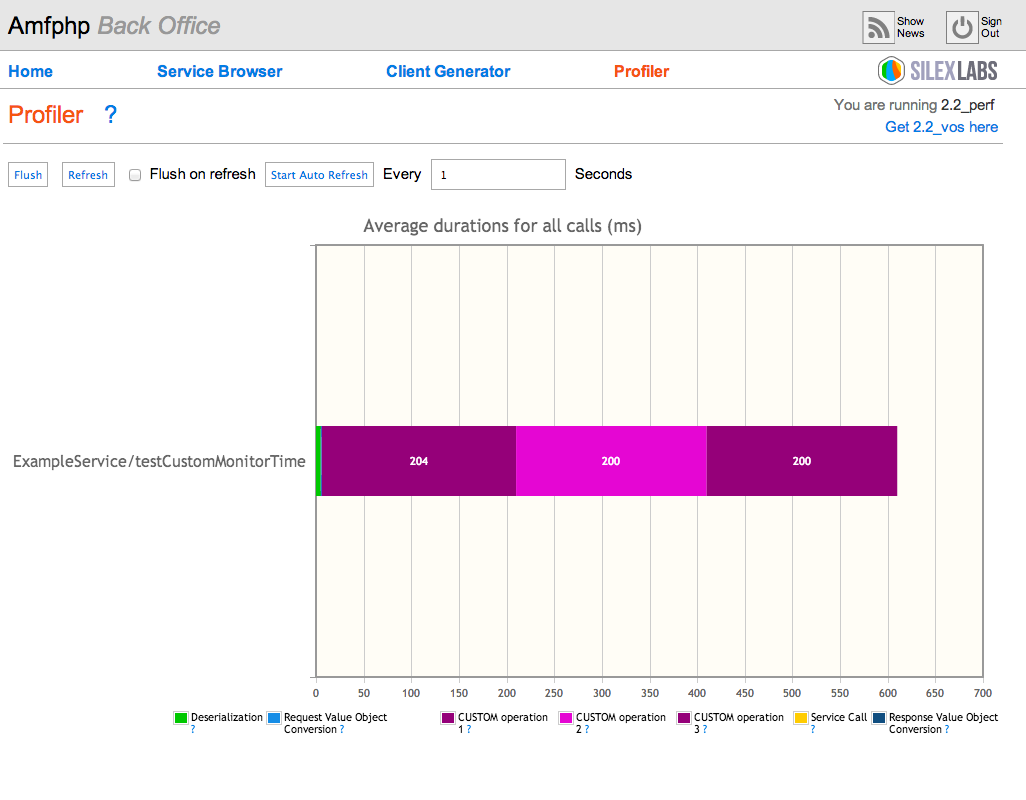 Amfphp Back Office
Show
News
Sign
Out
Home Service Browser Client Generator Profiler
SILEXLABS
Profiler ?
You are running 2.2_perf
Get 2.2_vos here
Flush Refresh Flush on refresh Start Auto Refresh Every 1 Seconds
Average durations for all calls (ms)
ExampleService/testCustomMonitorTime 204 200 200
0 50 100 150 200 250 300 350 400 450 500 550 600 650 700
Deserialization
?
Request Value Object
Conversion ?
CUSTOM operation
1 ?
CUSTOM operation
2 ?
CUSTOM operation
3 ?
Service Call
?
Response Value Object
Conversion ?